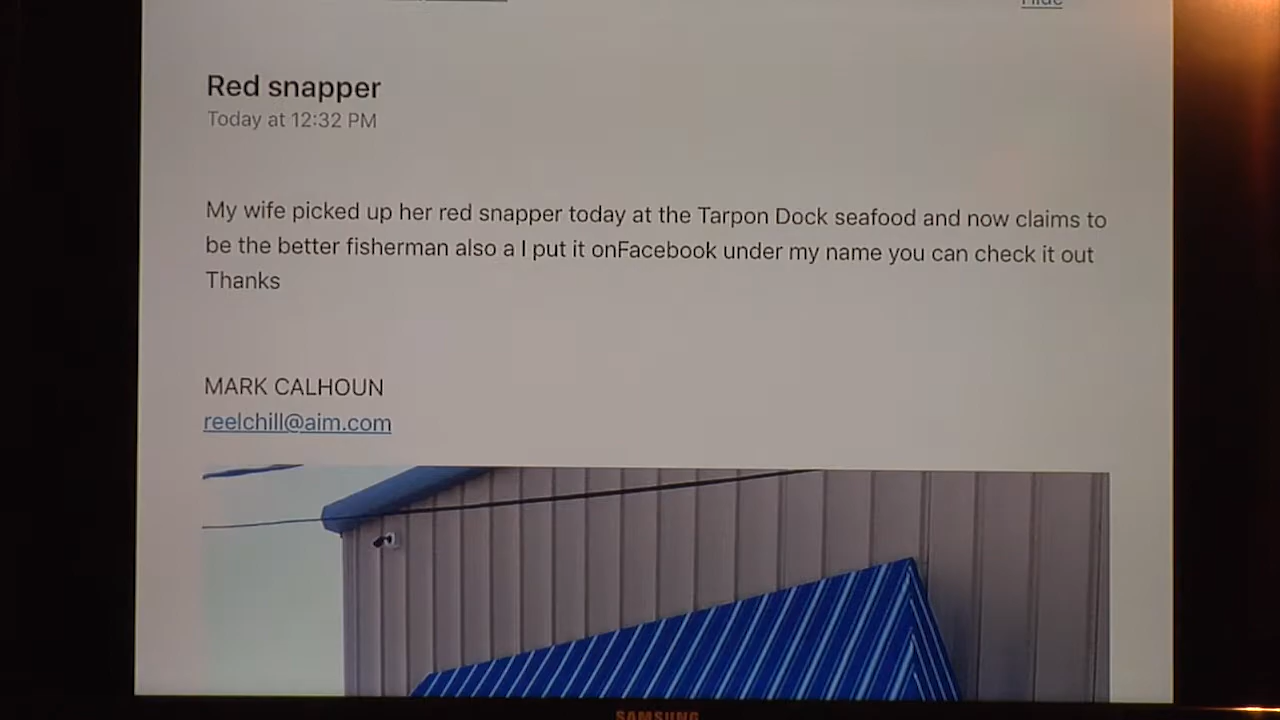 Hide
Red snapper
Today at 12:32 PM
My wife picked up her red snapper today at the Tarpon Dock seafood and now claims to
be the better fisherman also a I put it onFacebook under my name you can check it out
Thanks
MARK CALHOUN
reelchill@aim.com
SAMSUNG